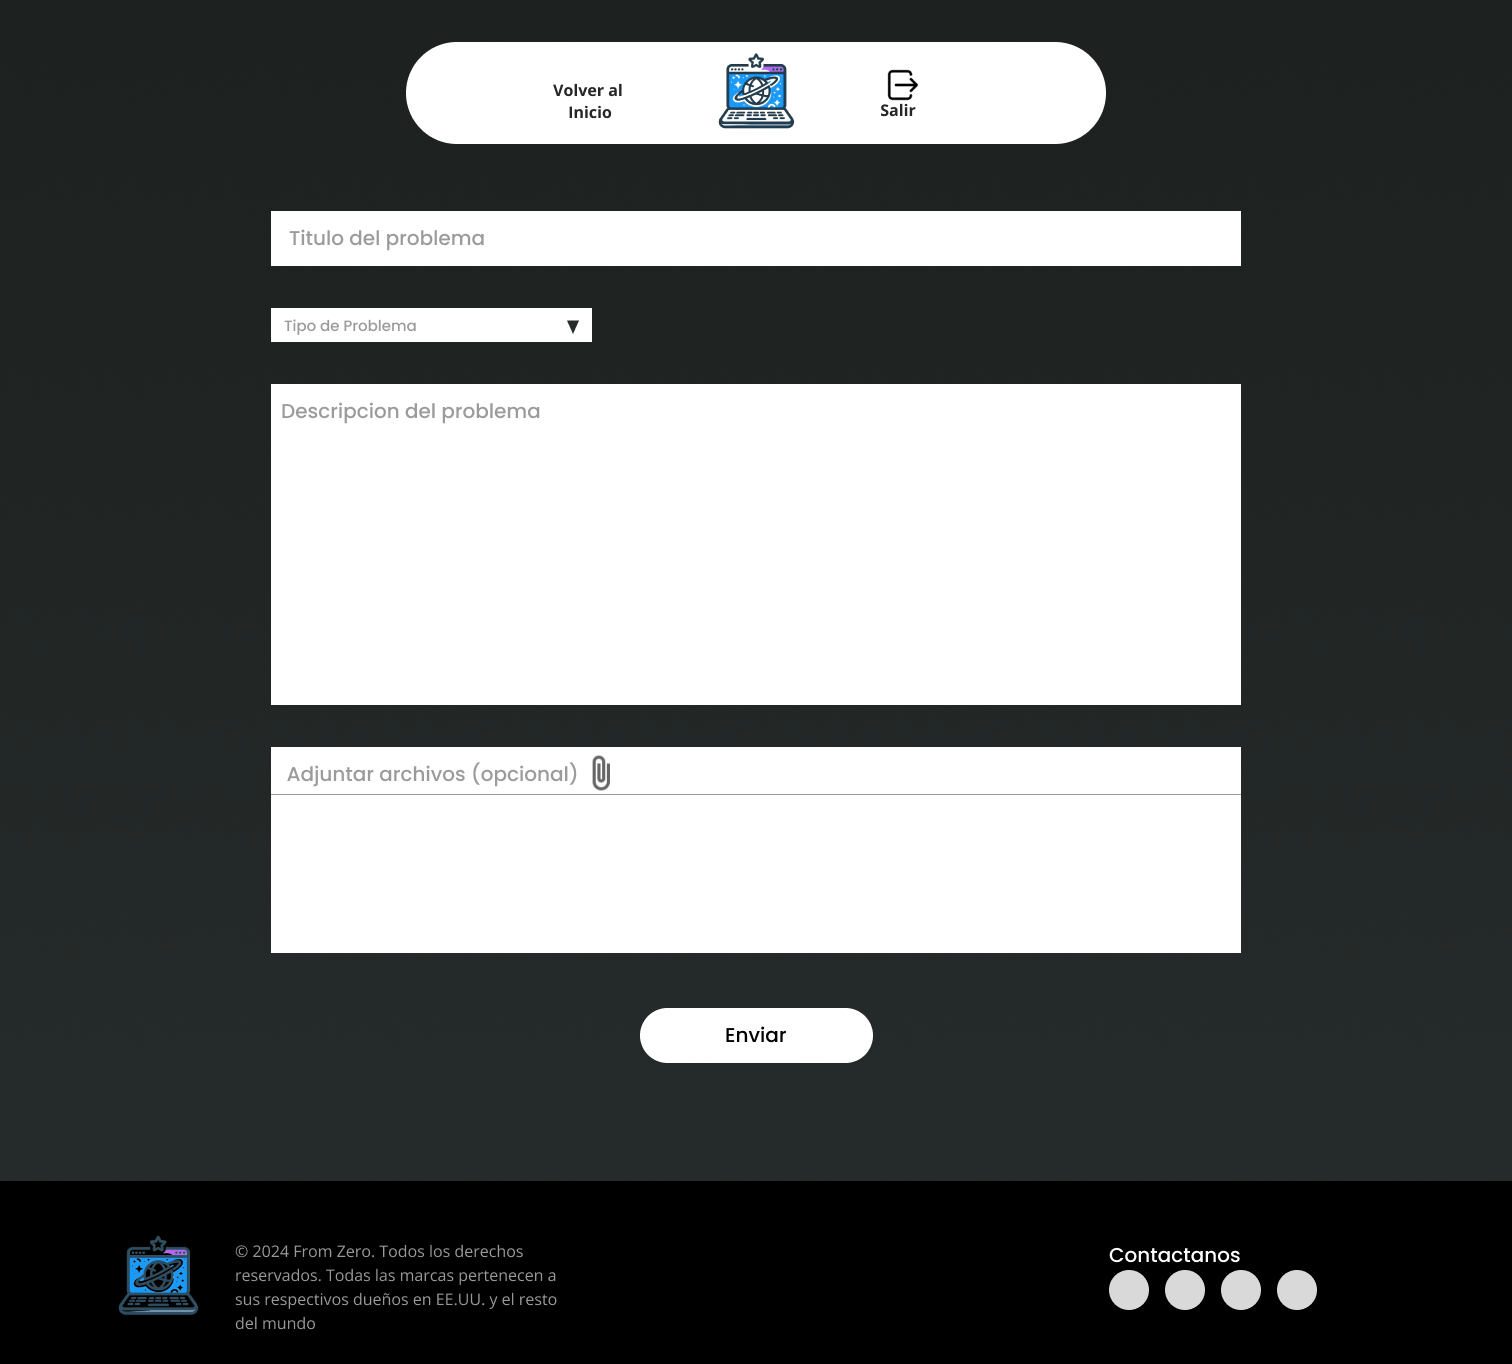 Volver al
Inicio
Salir
Titulo del problema
Tipo de Problema
Descripcion del problema
Adjuntar archivos (opcional)
Enviar
© 2024 From Zero. Todos los derechos
reservados. Todas las marcas pertenecen a
sus respectivos dueños en EE.UU. y el resto
del mundo
Contactanos